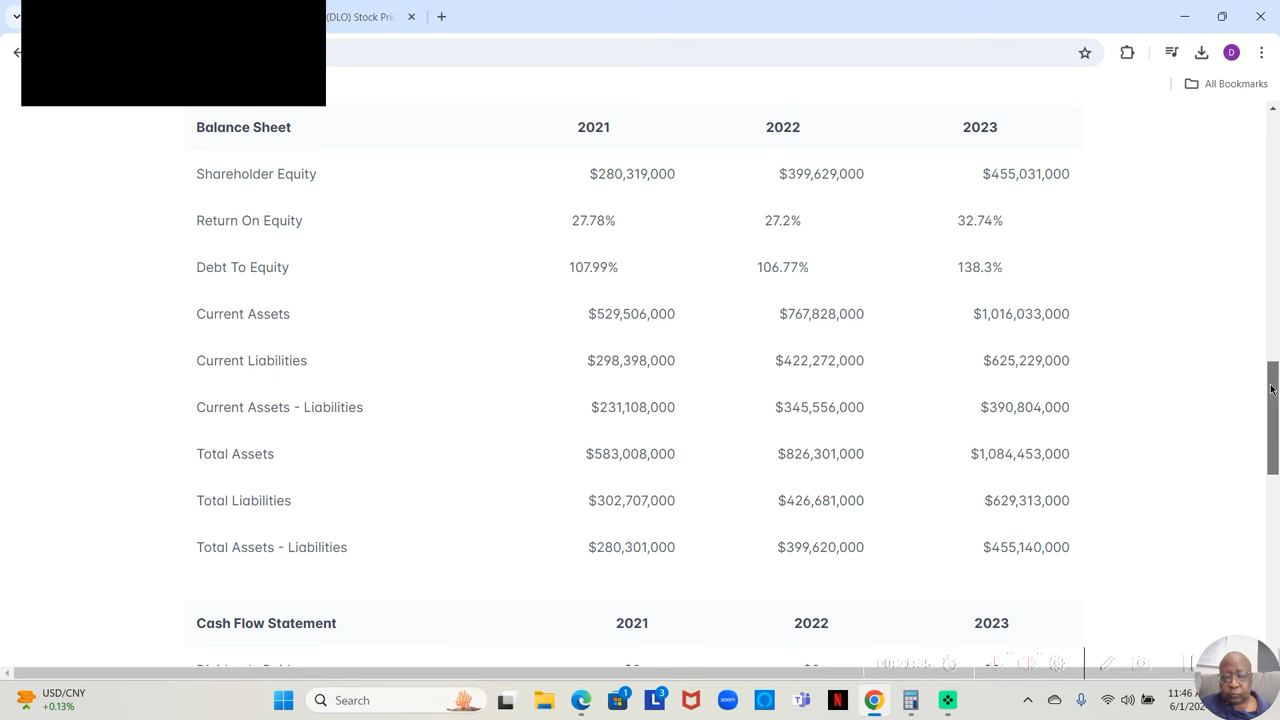 (DLO) Stock Pri
All Bookmarks
Balance Sheet 2021 2022 2023
Shareholder Equity $280,319,000 $399,629,000 $455,031,000
Return On Equity 27.78% 27.2% 32.74%
Debt To Equity 107.99% 106.77% 138.3%
Current Assets $529,506,000 $767,828,000 $1,016,033,000
Current Liabilities $298,398,000 $422,272,000 $625,229,000
Current Assets - Liabilities $231,108,000 $345,556,000 $390,804,000
Total Assets $583,008,000 $826,301,000 $1,084,453,000
Total Liabilities $302,707,000 $426,681,000 $629,313,000
Total Assets - Liabilities $280,301,000 $399,620,000 $455,140,000
Cash Flow Statement 2021 2022 2023
USD/CNY
+0.13%
Search
zoom
11:46 A
6/1/202